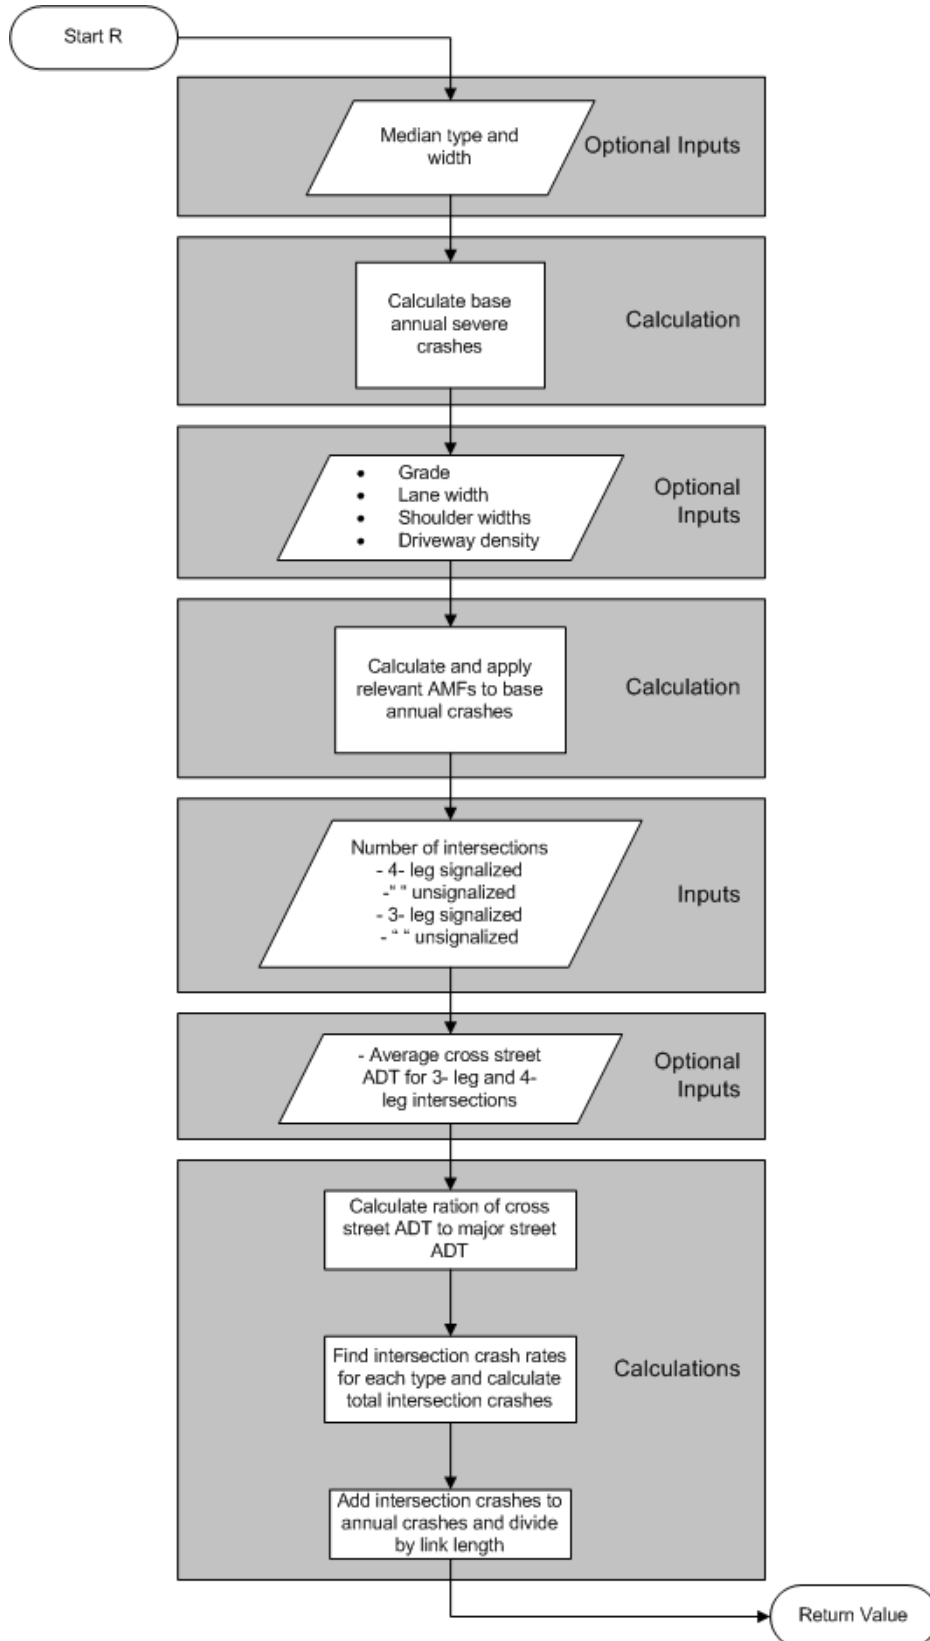 Start R
Median type and
width
Optional Inputs
Calculate base
annual severe
crashes
Calculation
• Grade
• Lane width
• Shoulder widths
• Driveway density
Optional
Inputs
Calculate and apply
relevant AMFs to base
annual crashes
Calculation
Number of intersections
- 4- leg signalized
-“ ” unsignalized
- 3- leg signalized
- “ “ unsignalized
Inputs
- Average cross street
ADT for 3- leg and 4-
leg intersections
Optional
Inputs
Calculate ration of cross
street ADT to major street
ADT
Find intersection crash rates
for each type and calculate
total intersection crashes
Calculations
Add intersection crashes to
annual crashes and divide
by link length
Return Value